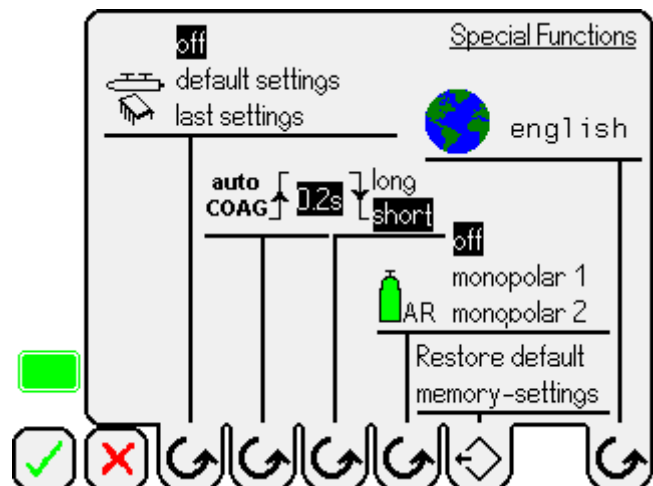 Special Functions
off
default settings
last settings
english
auto
COAG
0.2s
long
short
off
monopolar 1
AR monopolar 2
Restore default
memory-settings